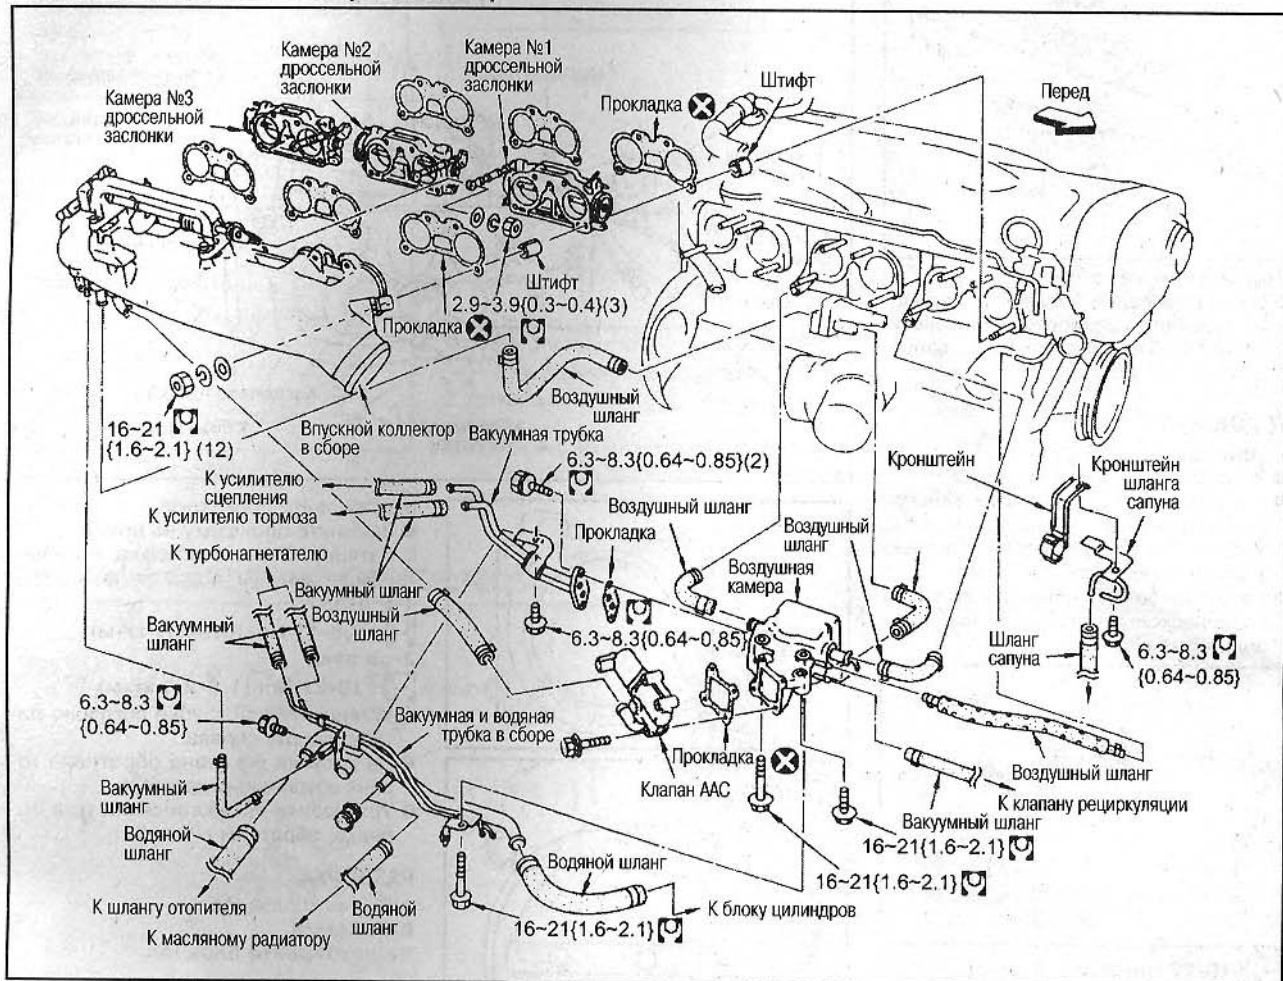 Камера №2
дроссельной
заслонки
Камера №1
дроссельной
заслонки
Камера №3
дроссельной
заслонки
Прокладка
Штифт
Перед
Штифт
2.9~3.9{0.3~0.4}(3)
Прокладка
Воздушный
шланг
16~21
{1.6~2.1} (12)
Впускной коллектор
в сборе
Вакуумная трубка
6.3~8.3{0.64~0.85}(2)
Кронштейн
Кронштейн
шланга
сапуна
К усилителю
сцепления
К усилителю тормоза
Воздушный шланг
Воздушный
шланг
Прокладка
К турбонагнетателю
Вакуумный шланг
Воздушный
шланг
Воздушная
камера
Вакуумный
шланг
6.3~8.3{0.64~0.85}
Шланг
сапуна
6.3~8.3
{0.64~0.85}
6.3~8.3
{0.64~0.85}
Вакуумная и водяная
трубка в сборе
Прокладка
Клапан ААС
Воздушный шланг
К клапану рециркуляции
Вакуумный
шланг
Вакуумный шланг
16~21{1.6~2.1}
Водяной
шланг
Водяной шланг
16~21{1.6~2.1}
К шлангу отопителя
Водяной
шланг
К блоку цилиндров
К масляному радиатору
16~21{1.6~2.1}